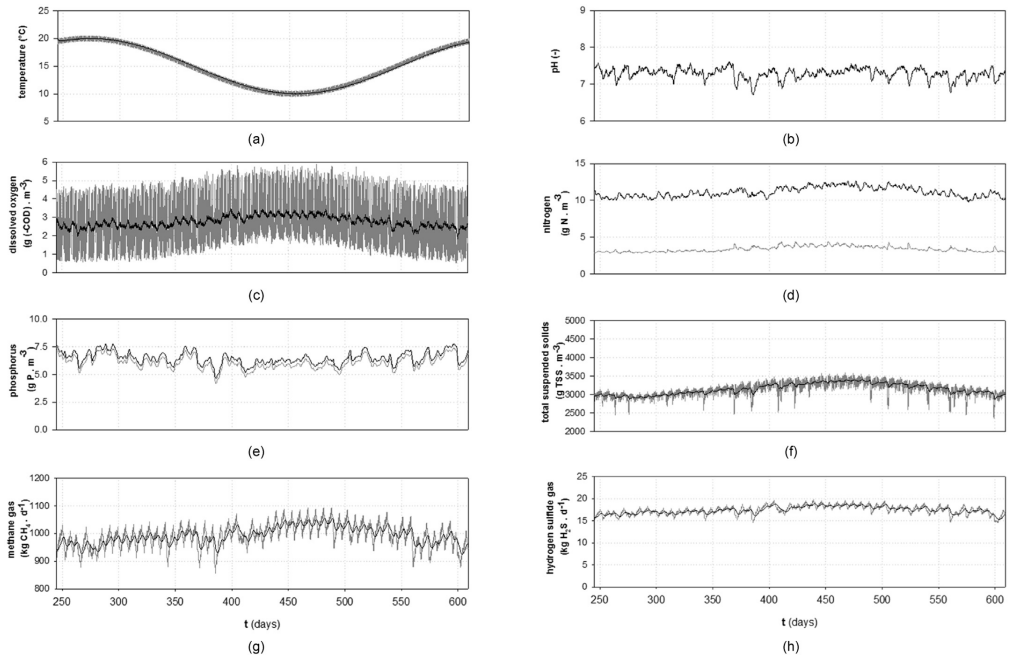 temperature (°C)
25
20
15
10
5
(a)
pH (-)
9
8
7
6
(b)
dissolved oxygen
(g (-COD) . m⁻³)
6
5
4
3
2
1
0
(c)
nitrogen
(g N . m⁻³)
15
10
5
0
(d)
phosphorus
(g P . m⁻³)
10.0
7.5
5.0
2.5
0.0
(e)
total suspended solids
(g TSS . m⁻³)
5000
4500
4000
3500
3000
2500
2000
(f)
methane gas
(kg CH₄ . d⁻¹)
1200
1100
1000
900
800
250 300 350 400 450 500 550 600
t (days)
(g)
hydrogen sulfide gas
(kg H₂S . d⁻¹)
25
20
15
10
5
0
250 300 350 400 450 500 550 600
t (days)
(h)